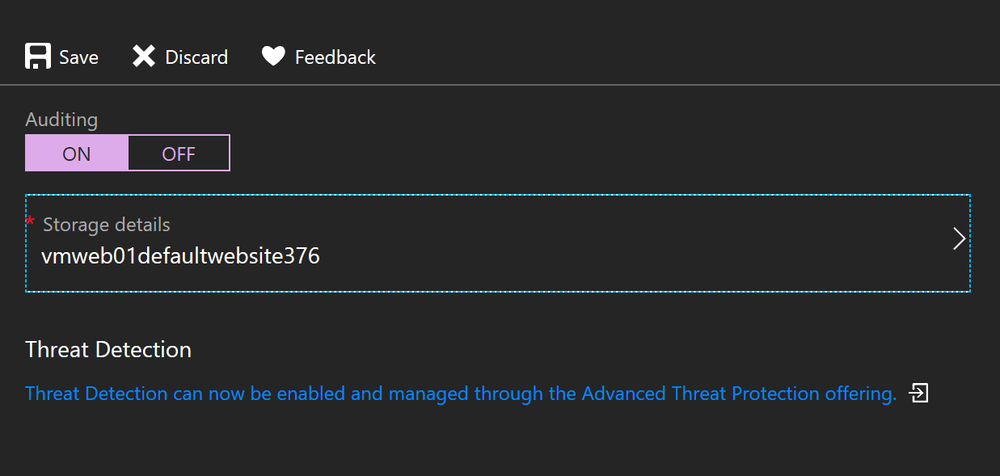 Save Discard Feedback
Auditing
ON OFF
* Storage details
vmweb01defaultwebsite376
Threat Detection
Threat Detection can now be enabled and managed through the Advanced Threat Protection offering.